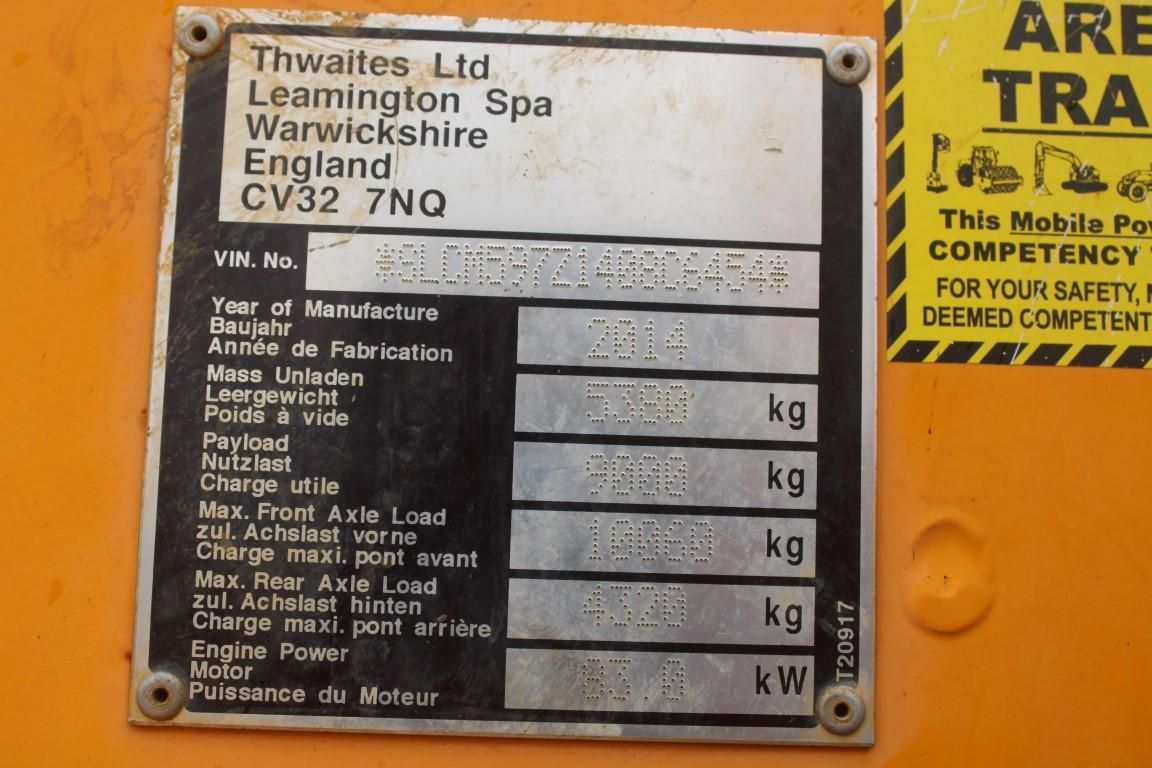 Thwaites Ltd
Leamington Spa
Warwickshire
England
CV32 7NQ
VIN. No.
Year of Manufacture
Baujahr
Année de Fabrication
2014
Mass Unladen
Leergewicht
Poids à vide
5380 kg
Payload
Nutzlast
Charge utile
9000 kg
Max. Front Axle Load
zul. Achslast vorne
Charge maxi. pont avant
10060 kg
Max. Rear Axle Load
zul. Achslast hinten
Charge maxi. pont arrière
4320 kg
Engine Power
Motor
Puissance du Moteur
83.0 kW
T20917
ARE
TRA
This Mobile
COMPETENCY
FOR YOUR SAFETY,
DEEMED COMPETENT